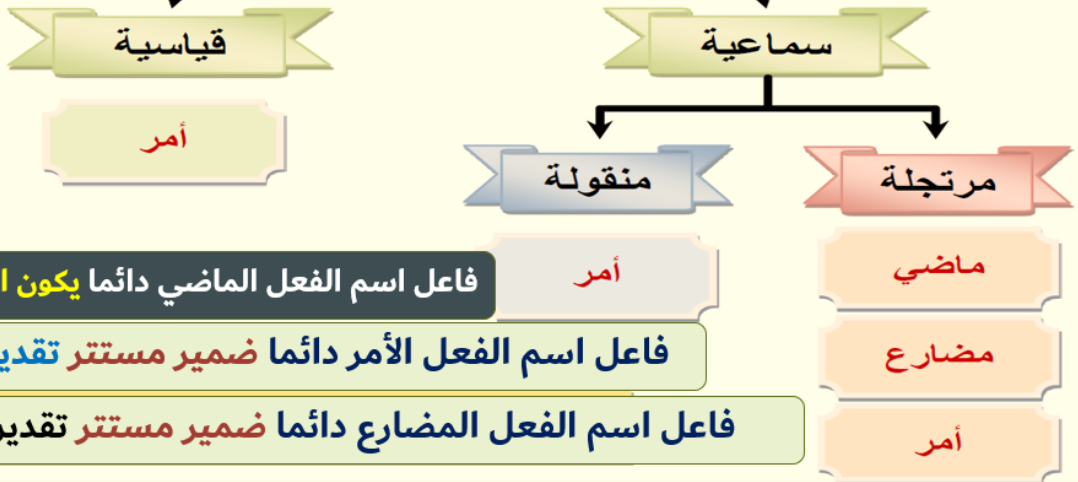 سماعية
قياسية
أمر
مرتجلة
منقولة
ماضي
أمر
فاعل اسم الفعل الماضي دائما يكون
مضارع
فاعل اسم الفعل الأمر دائما ضمير مستتر
أمر
فاعل اسم الفعل المضارع دائما ضمير مستتر